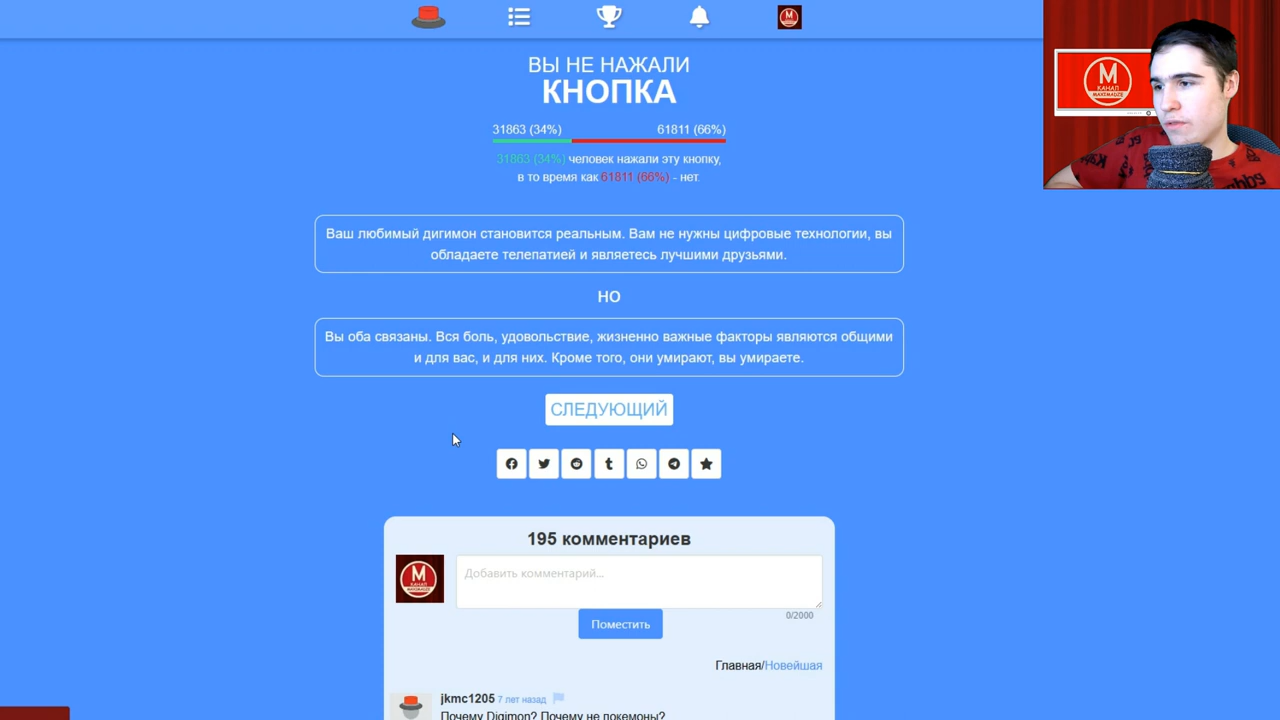 ВЫ НЕ НАЖАЛИ
КНОПКА
31863 (34%) 61811 (66%)
31863 (34%) человек нажали эту кнопку,
в то время как 61811 (66%) - нет.
Ваш любимый дигимон становится реальным. Вам не нужны цифровые технологии, вы
обладаете телепатией и являетесь лучшими друзьями.
НО
Вы оба связаны. Вся боль, удовольствие, жизненно важные факторы являются общими
и для вас, и для них. Кроме того, они умирают, вы умираете.
СЛЕДУЮЩИЙ
195 комментариев
Добавить комментарий...
0/2000
Поместить
Главная/Новейшая
jkmc1205 7 лет назад
Почему Digimon? Почему не покемоны?
М
КАНАЛ
М
КАНАЛ